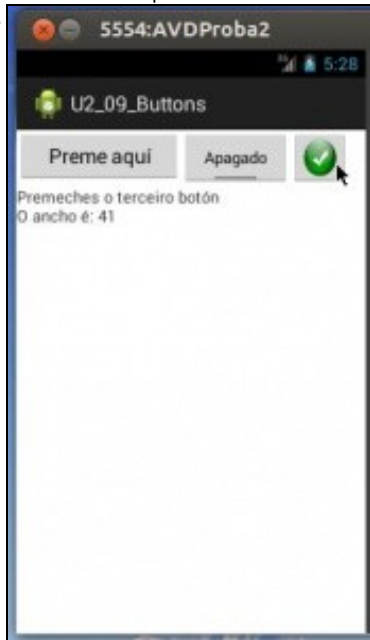 5554:AVDProba2
5:28
U2_09_Buttons
Preme aquí
Apagado
Premeches o terceiro botón
O ancho é: 41